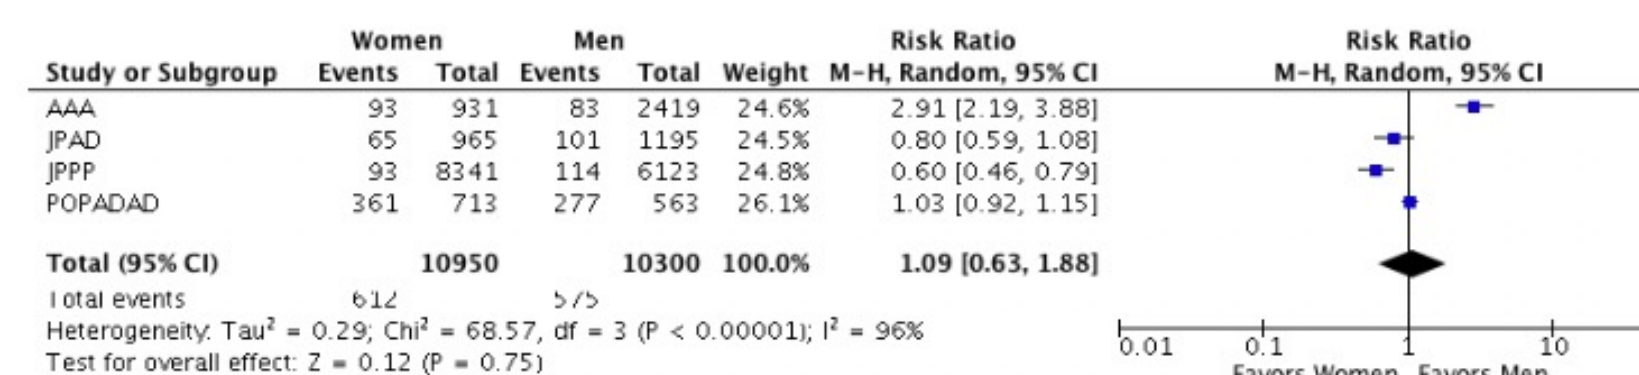 Women Men Risk Ratio Risk Ratio
Study or Subgroup Events Total Events Total Weight M-H, Random, 95% CI M-H, Random, 95% CI
AAA 93 931 83 2419 24.6% 2.91 [2.19, 3.88]
JPAD 65 965 101 1195 24.5% 0.80 [0.59, 1.08]
JPPP 93 8341 114 6123 24.8% 0.60 [0.46, 0.79]
POPADAD 361 713 277 563 26.1% 1.03 [0.92, 1.15]
Total (95% CI) 10950 10300 100.0% 1.09 [0.63, 1.88]
Total events 612 575
Heterogeneity: Tau² = 0.29; Chi² = 68.57, df = 3 (P < 0.00001); I² = 96%
Test for overall effect: Z = 0.12 (P = 0.75)
0.01 0.1 1 10
Favors Women Favors Men